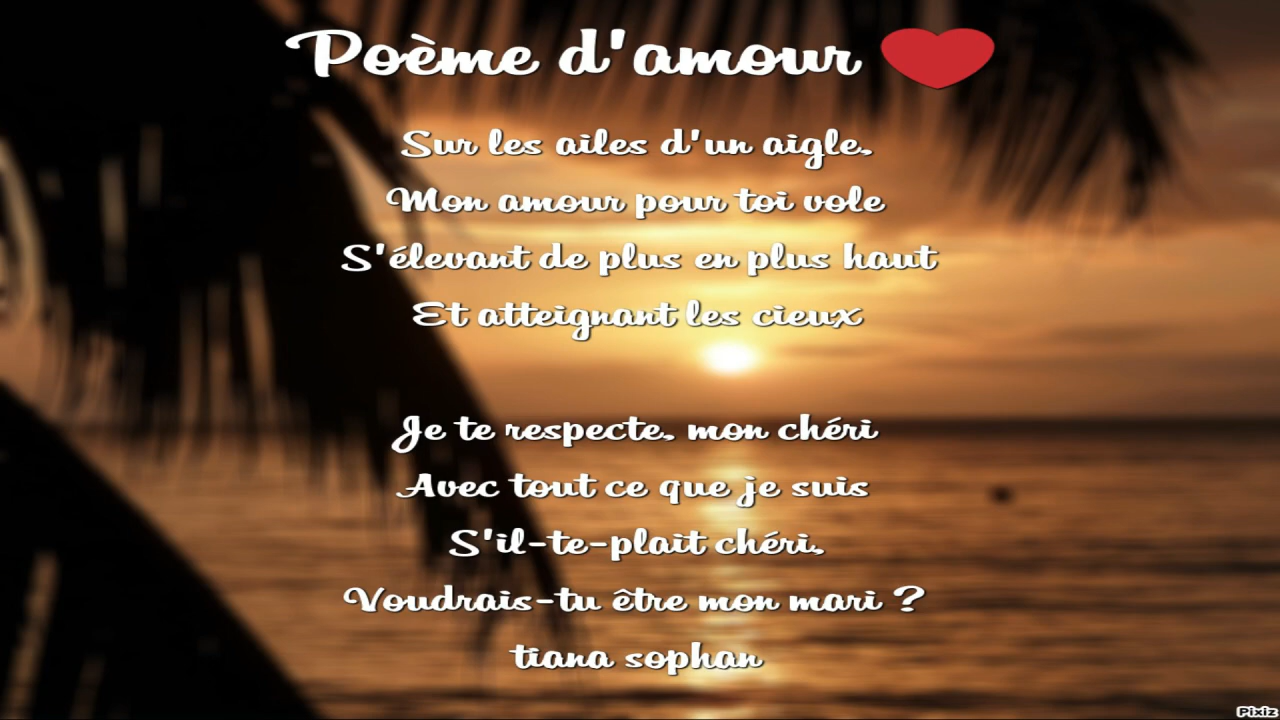 Poème d'amour ❤
Sur les ailes d'un aigle,
Mon amour pour toi vole
S'élevant de plus en plus haut
Et atteignant les cieux
Je te respecte, mon chéri
Avec tout ce que je suis
S'il-te-plait chéri,
Voudrais-tu être mon mari ?
tiana sophan
Pixiz